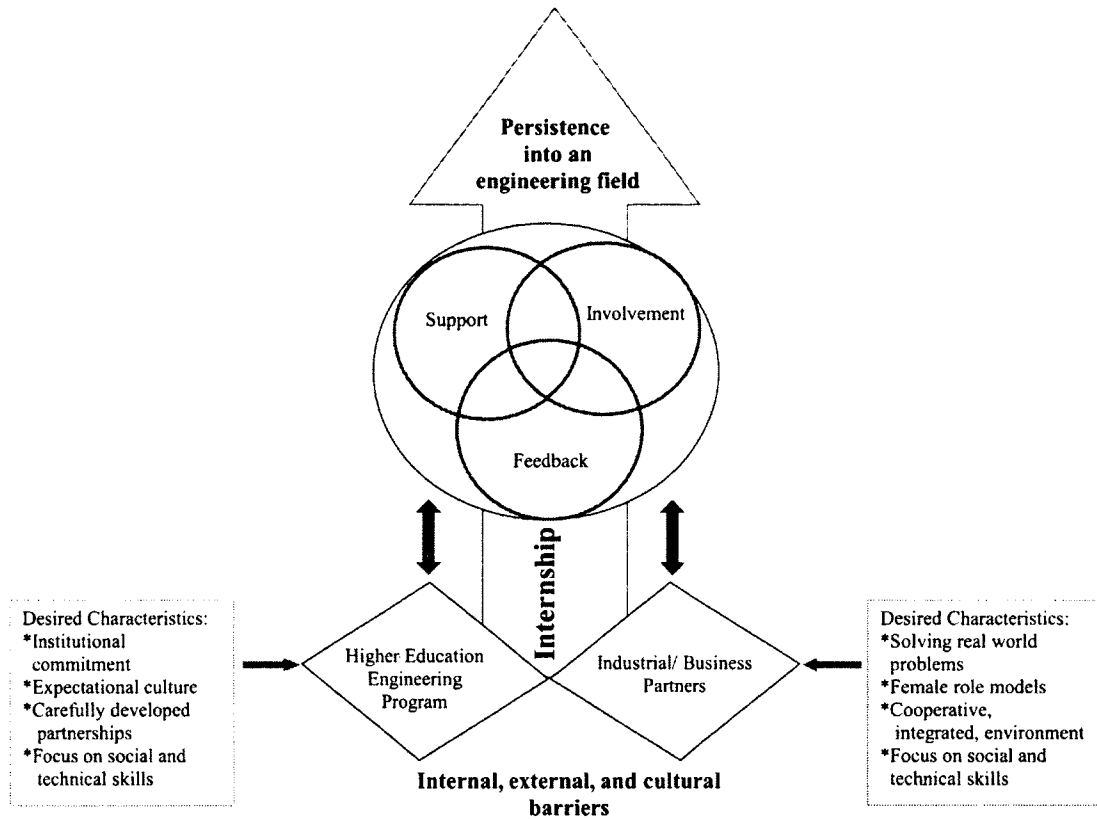 Persistence
into an
engineering field
Support
Involvement
Feedback
Internship
Desired Characteristics:
*Institutional
commitment
*Expectational culture
*Carefully developed
partnerships
*Focus on social and
technical skills
Higher Education
Engineering
Program
Industrial/ Business
Partners
Desired Characteristics:
*Solving real world
problems
*Female role models
*Cooperative,
integrated, environment
*Focus on social and
technical skills
Internal, external, and cultural
barriers